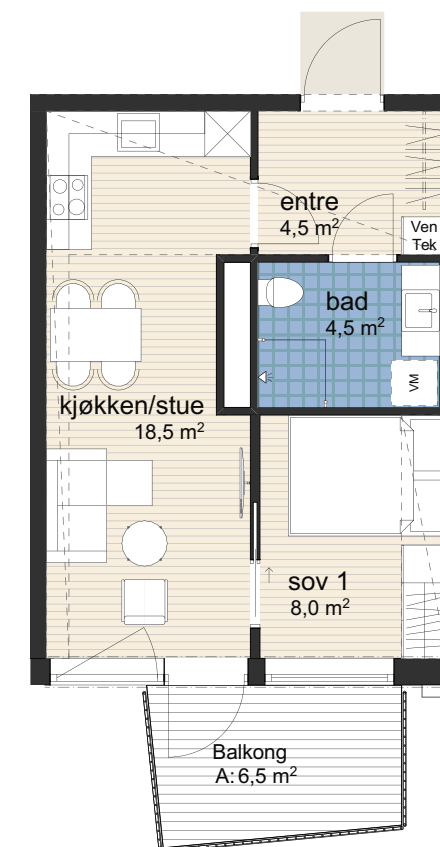 entre
4,5 m²
Ven
Tek
bad
4,5 m²
VM
kjøkken/stue
18,5 m²
sov 1
8,0 m²
Balkong
A: 6,5 m²